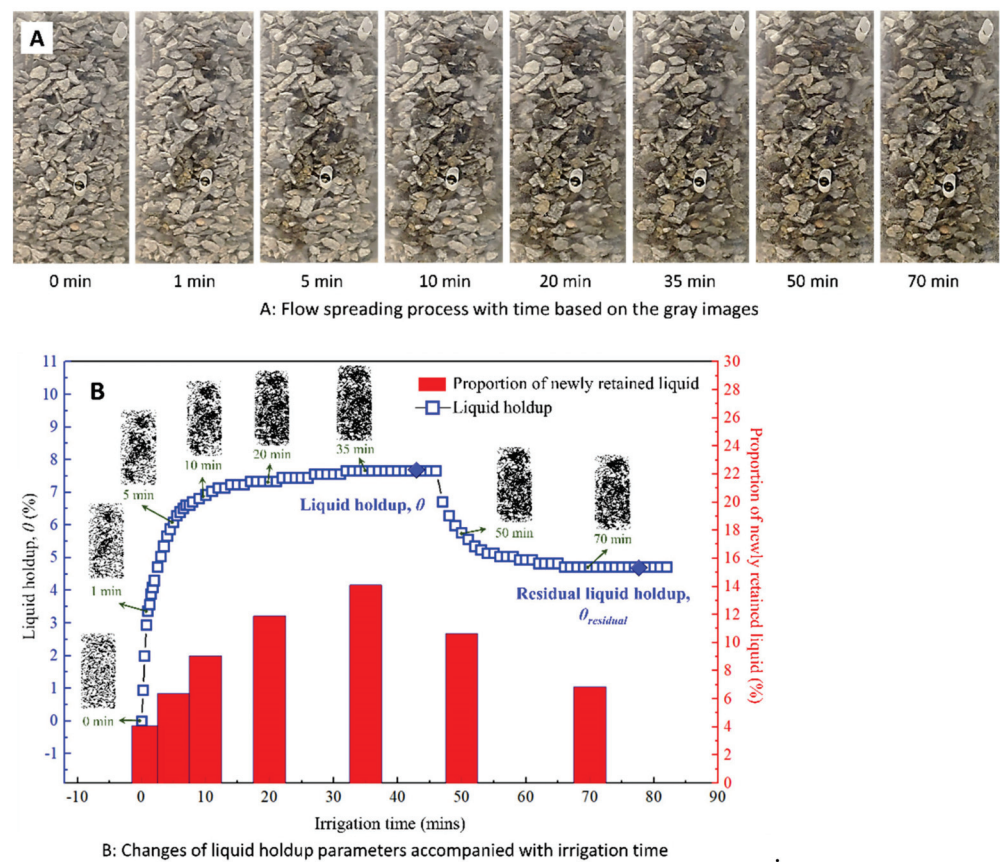 A
0 min
1 min
5 min
10 min
20 min
35 min
50 min
70 min
A: Flow spreading process with time based on the gray images
B
Proportion of newly retained liquid
Liquid holdup
11
10
9
8
7
6
5
4
3
2
1
0
-1
Liquid holdup, θ (%)
30
28
26
24
22
20
18
16
14
12
10
8
6
4
2
0
Proportion of newly retained liquid (%)
0 min
1 min
5 min
10 min
20 min
35 min
50 min
70 min
Liquid holdup, θ
Residual liquid holdup,
θresidual
-10
0
10
20
30
40
50
60
70
80
90
Irrigation time (mins)
B: Changes of liquid holdup parameters accompanied with irrigation time